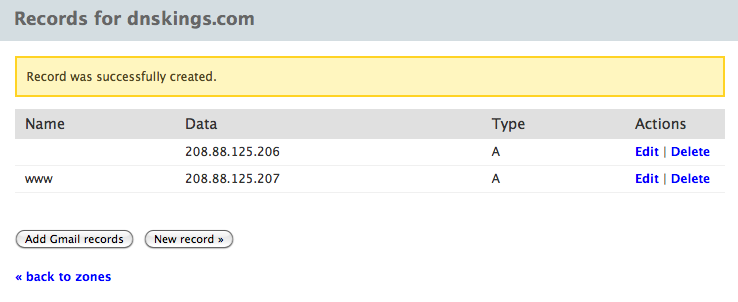 Records for dnskings.com
Record was successfully created.
Name Data Type Actions
208.88.125.206 A Edit | Delete
www 208.88.125.207 A Edit | Delete
Add Gmail records New record »
« back to zones